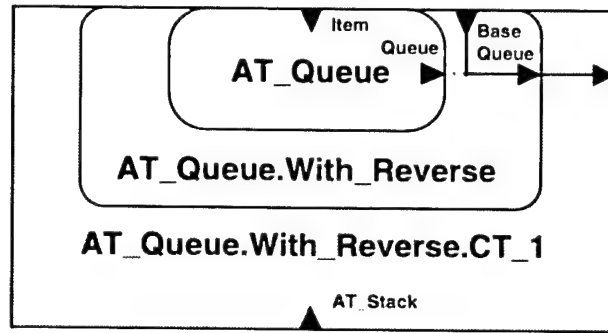 Item
Base
Queue
Queue
AT_Queue
AT_Queue.With_Reverse
AT_Queue.With_Reverse.CT_1
AT_Stack